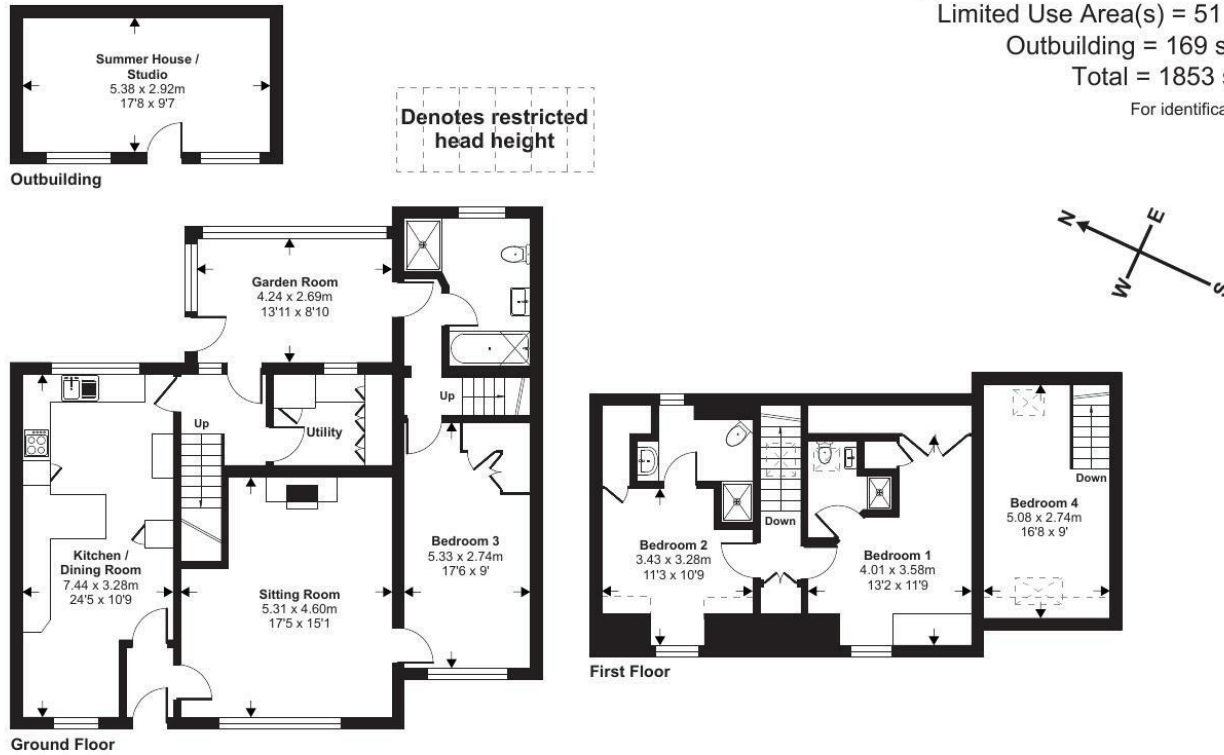 Limited Use Area(s) = 51
Outbuilding = 169 s
Total = 1853 s
For identifica
Summer House /
Studio
5.38 x 2.92m
17'8 x 9'7
Outbuilding
Denotes restricted
head height
N
E
W
S
Garden Room
4.24 x 2.69m
13'11 x 8'10
Up
Utility
Up
Kitchen /
Dining Room
7.44 x 3.28m
24'5 x 10'9
Sitting Room
5.31 x 4.60m
17'5 x 15'1
Bedroom 3
5.33 x 2.74m
17'6 x 9'
Ground Floor
Down
Bedroom 2
3.43 x 3.28m
11'3 x 10'9
Bedroom 1
4.01 x 3.58m
13'2 x 11'9
Down
Bedroom 4
5.08 x 2.74m
16'8 x 9'
First Floor